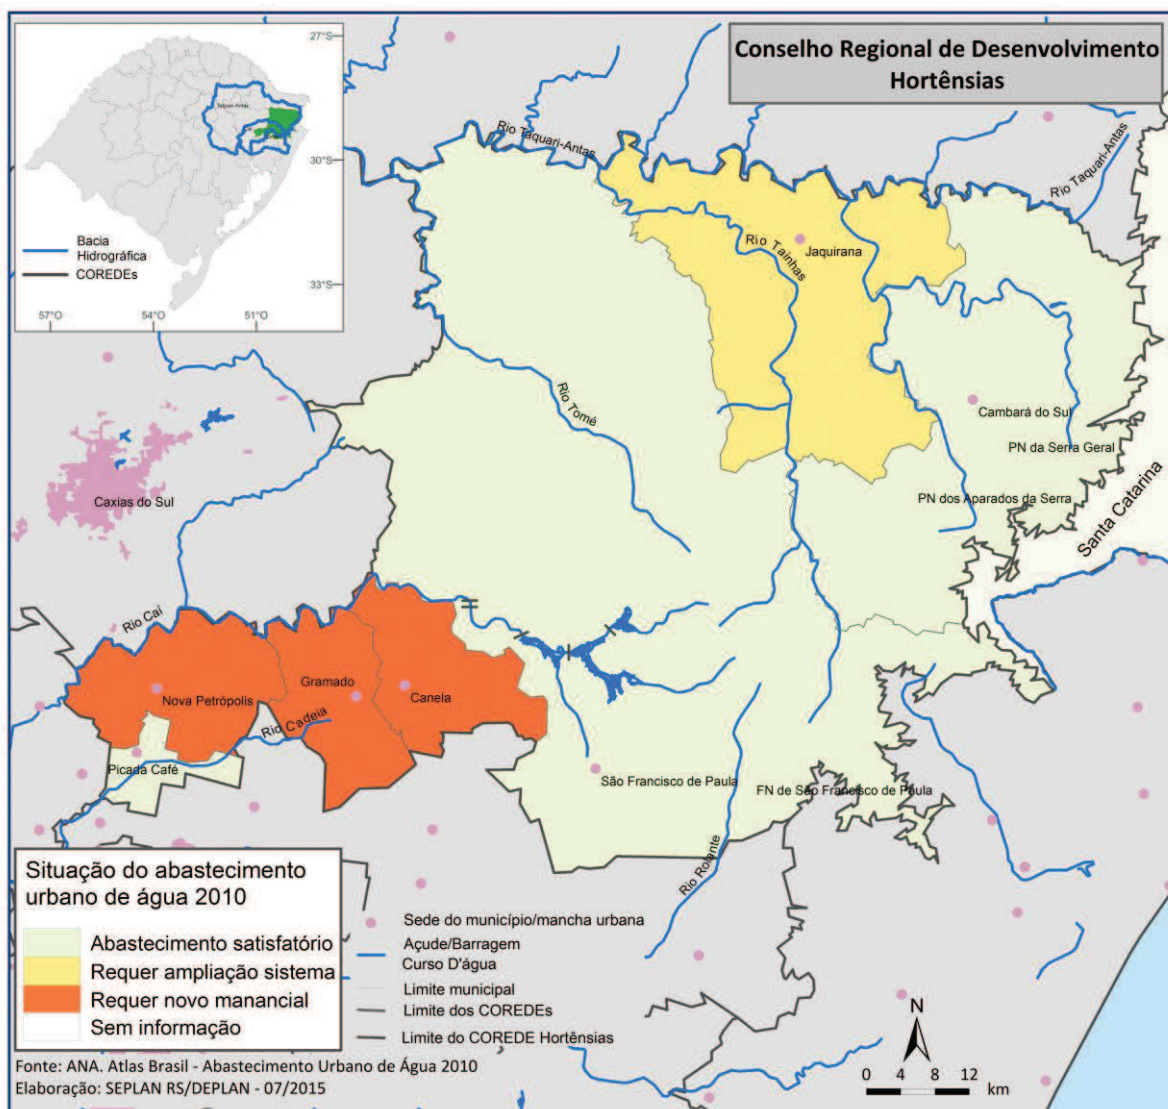 Conselho Regional de Desenvolvimento
Hortênsias
27°S
30°S
33°S
57°O
54°O
51°O
Taquari-Antas
Bacia
Hidrográfica
COREDEs
Rio Taquari-Antas
Rio Taquari-Antas
Rio Tainhas
Jaquirana
Rio Tomé
Cambará do Sul
PN da Serra Geral
PN dos Aparados da Serra
Santa Catarina
Caxias do Sul
Rio Caí
Nova Petrópolis
Gramado
Canela
Rio Cadeia
Picada Café
São Francisco de Paula
FN de São Francisco de Paula
Rio Rolante
Situação do abastecimento
urbano de água 2010
Abastecimento satisfatório
Requer ampliação sistema
Requer novo manancial
Sem informação
Sede do município/mancha urbana
Açude/Barragem
Curso D'água
Limite municipal
Limite dos COREDEs
Limite do COREDE Hortênsias
N
0 4 8 12
km
Fonte: ANA. Atlas Brasil - Abastecimento Urbano de Água 2010
Elaboração: SEPLAN RS/DEPLAN - 07/2015